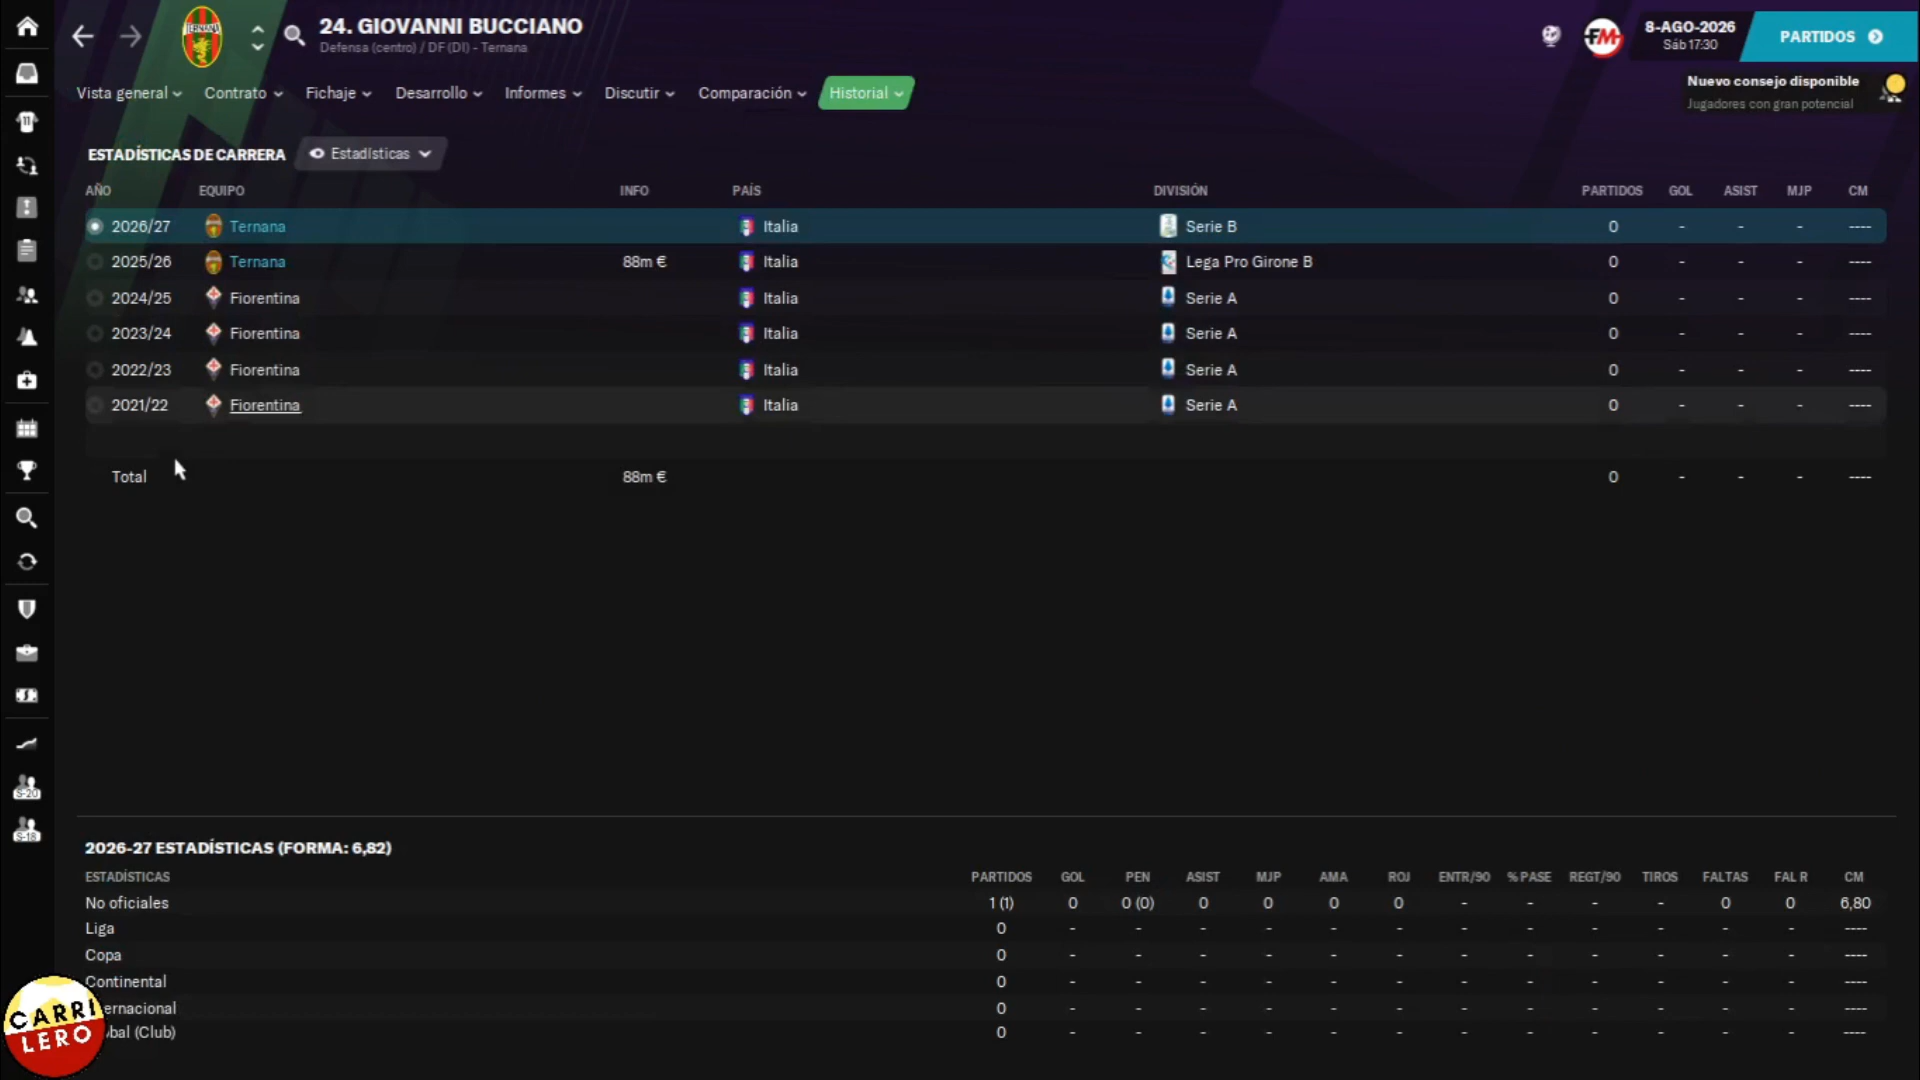 24. GIOVANNI BUCCIANO
Defensa (centro) / DF (DI) - Ternana
8-AGO-2026
Sáb 17:30
PARTIDOS
Vista general Contrato Fichaje Desarrollo Informes Discutir Comparación Historial
Nuevo consejo disponible
Jugadores con gran potencial
ESTADÍSTICAS DE CARRERA Estadísticas
AÑO EQUIPO INFO PAÍS DIVISIÓN PARTIDOS GOL ASIST MJP CM
2026/27 Ternana Italia Serie B 0 - - - ----
2025/26 Ternana 88m € Italia Lega Pro Girone B 0 - - - ----
2024/25 Fiorentina Italia Serie A 0 - - - ----
2023/24 Fiorentina Italia Serie A 0 - - - ----
2022/23 Fiorentina Italia Serie A 0 - - - ----
2021/22 Fiorentina Italia Serie A 0 - - - ----
Total 88m € 0 - - - ----
S-20
S-18
2026-27 ESTADÍSTICAS (FORMA: 6,82)
ESTADÍSTICAS PARTIDOS GOL PEN ASIST MJP AMA ROJ ENTR/90 % PASE REGT/90 TIROS FALTAS FAL R CM
No oficiales 1 (1) 0 0 (0) 0 0 0 0 - - - - 0 0 6,80
Liga 0 - - - - - - - - - - - - ----
Copa 0 - - - - - - - - - - - - ----
Continental 0 - - - - - - - - - - - - ----
ernacional 0 - - - - - - - - - - - - ----
bal (Club) 0 - - - - - - - - - - - - ----
CARRI
LERO